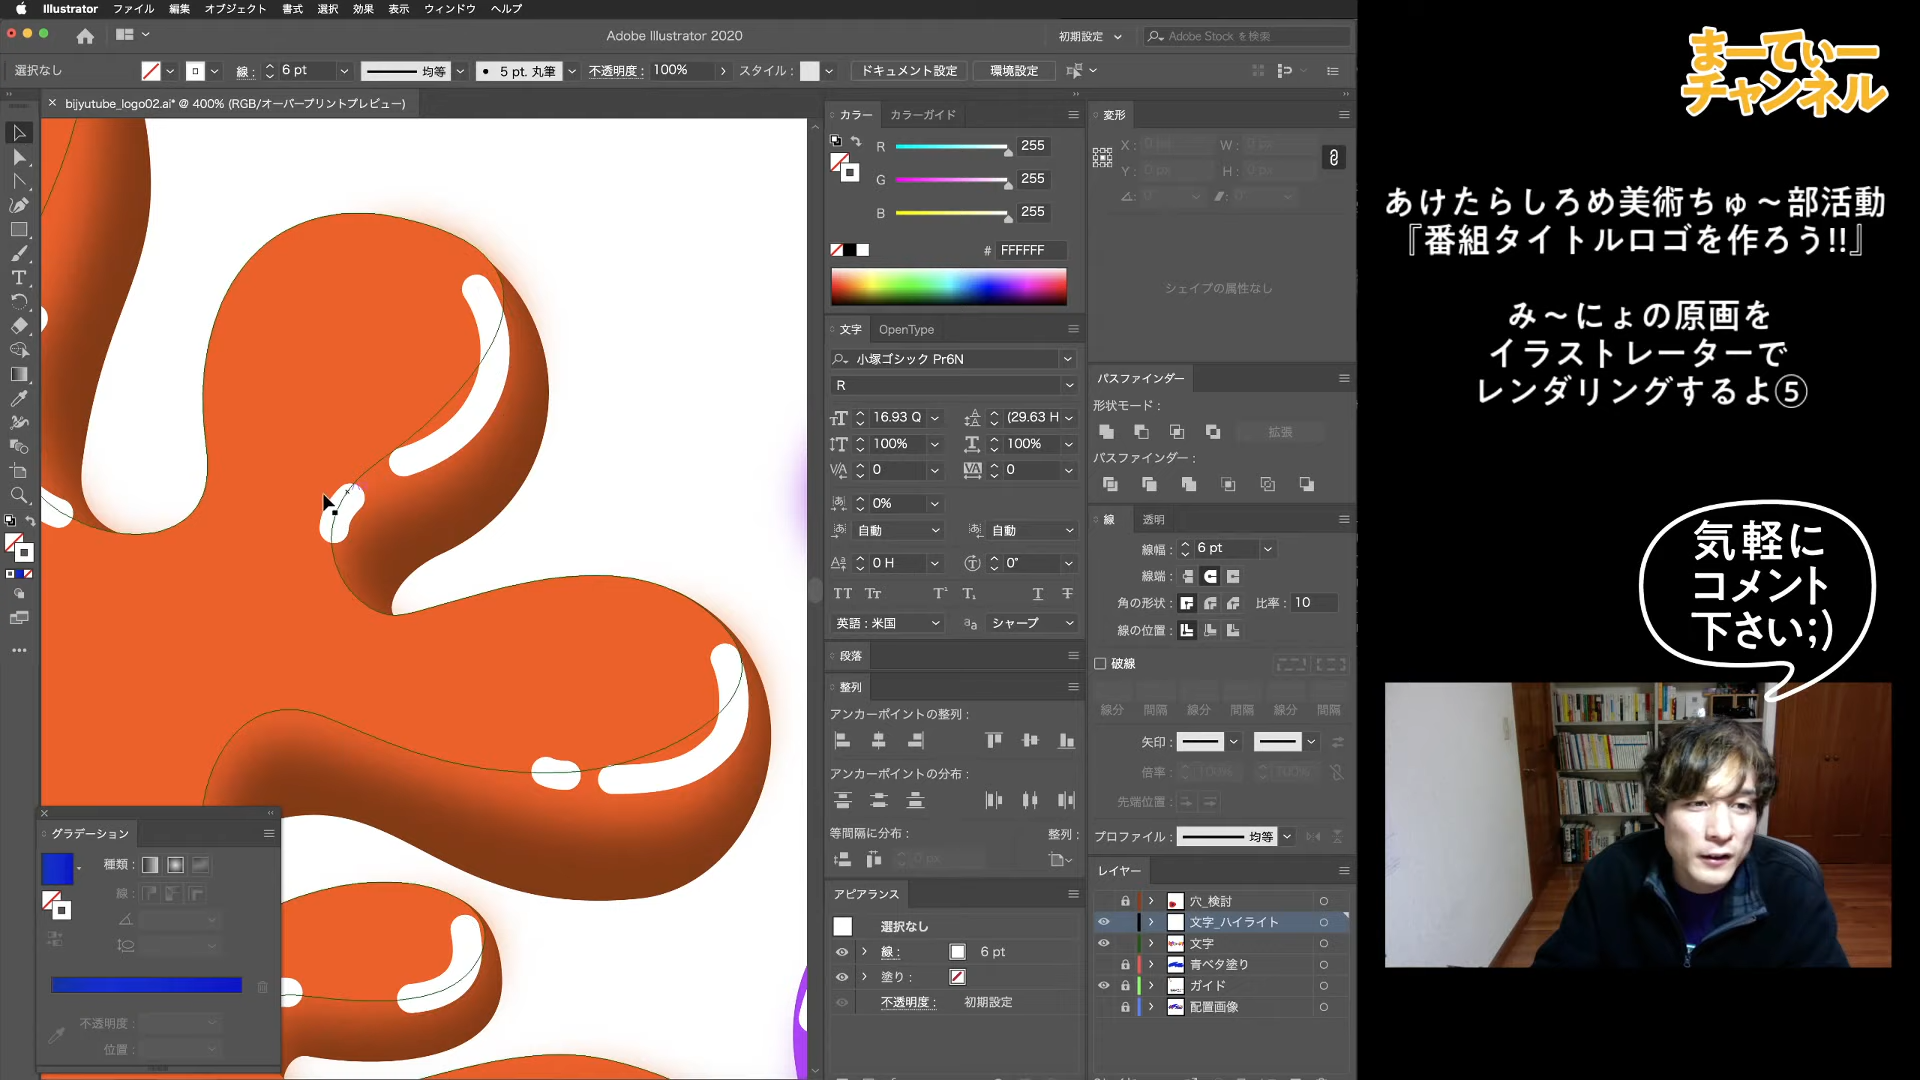 Illustrator ファイル 編集 オブジェクト 書式 選択 効果 表示 ウィンドウ ヘルプ
Adobe Illustrator 2020
初期設定
Adobe Stock を検索
選択なし
線 :
6 pt
均等
5 pt. 丸筆
不透明度 :
100%
スタイル :
ドキュメント設定
環境設定
bijyutube_logo02.ai* @ 400% (RGB/オーバープリントプレビュー)
カラー
カラーガイド
R
255
G
255
B
255
# FFFFFF
文字
OpenType
小塚ゴシック Pr6N
R
16.93 Q
(29.63 H
100%
100%
0
0
0%
自動
自動
0 H
0°
英語 : 米国
シャープ
段落
整列
アンカーポイントの整列 :
アンカーポイントの分布 :
等間隔に分布 :
整列 :
0 px
アピアランス
選択なし
線 :
6 pt
塗り :
不透明度 :
初期設定
変形
X :
0 px
W :
0 px
Y :
0 px
H :
0 px
シェイプの属性なし
パスファインダー
形状モード :
拡張
パスファインダー :
線
透明
線幅 :
6 pt
線端 :
角の形状 :
比率 :
10
線の位置 :
破線
線分
間隔
線分
間隔
線分
間隔
矢印 :
倍率 :
100%
100%
先端位置 :
プロファイル :
均等
レイヤー
穴_検討
文字_ハイライト
文字
青ベタ塗り
ガイド
配置画像
グラデーション
種類 :
線 :
不透明度 :
位置 :
まーてぃー
チャンネル
あけたらしろめ美術ちゅ～部活動
『番組タイトルロゴを作ろう!!』
み～にょの原画を
イラストレーターで
レンダリングするよ⑤
気軽に
コメント
下さい;)